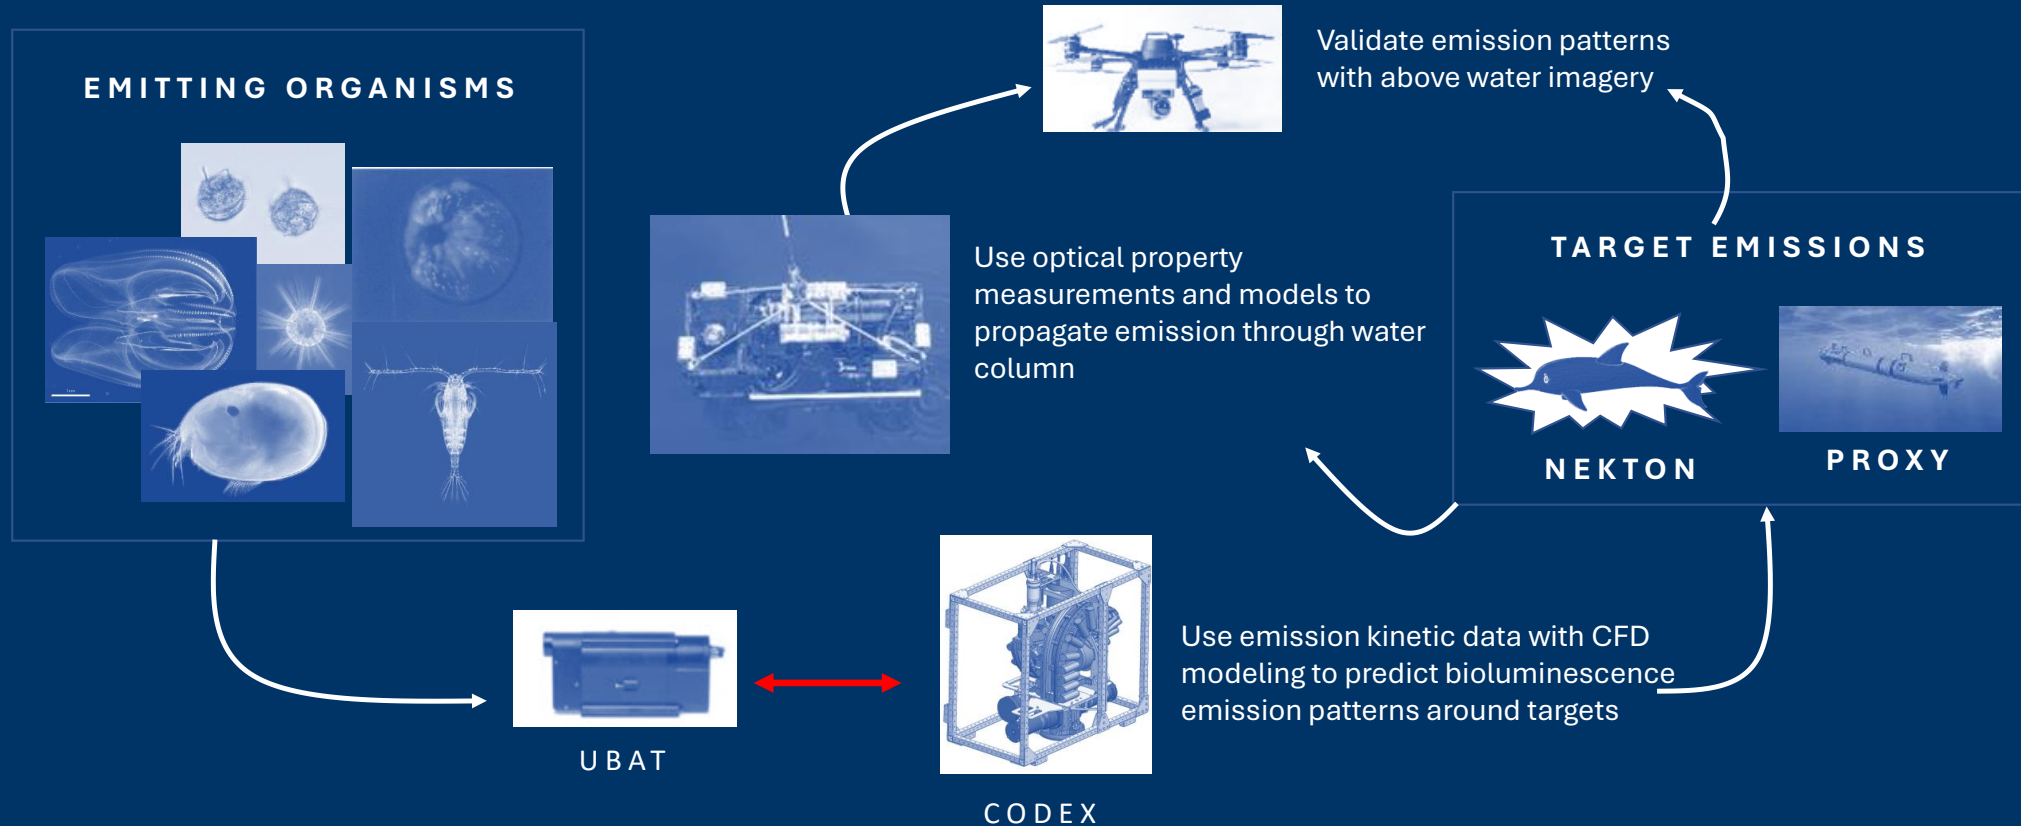 EMITTING ORGANISMS
Validate emission patterns
with above water imagery
Use optical property
measurements and models to
propagate emission through water
column
TARGET EMISSIONS
NEKTON
PROXY
UBAT
CODEX
Use emission kinetic data with CFD
modeling to predict bioluminescence
emission patterns around targets